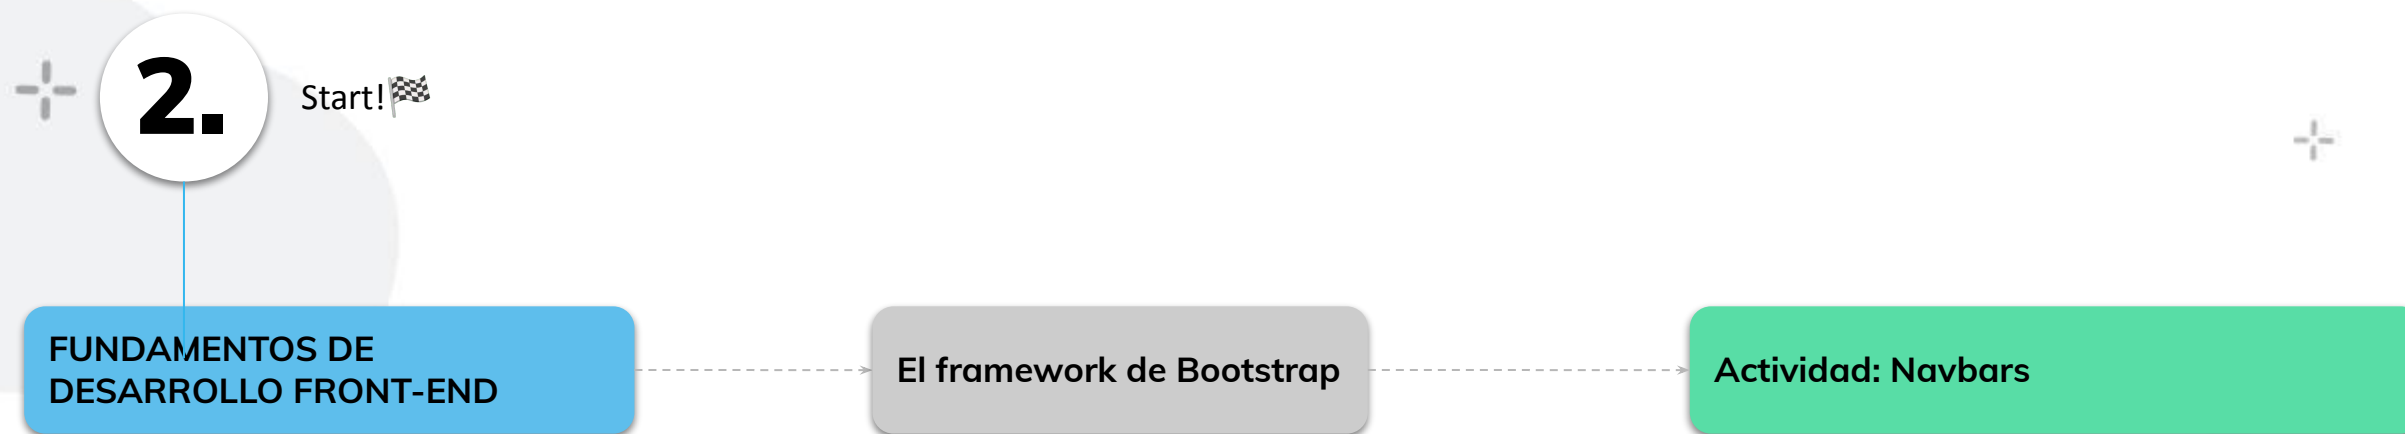 2.
Start!🏁
FUNDAMENTOS DE
DESARROLLO FRONT-END
El framework de Bootstrap
Actividad: Navbars